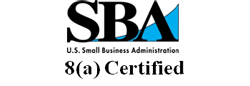 SBA
U.S. Small Business Administration
8(a) Certified